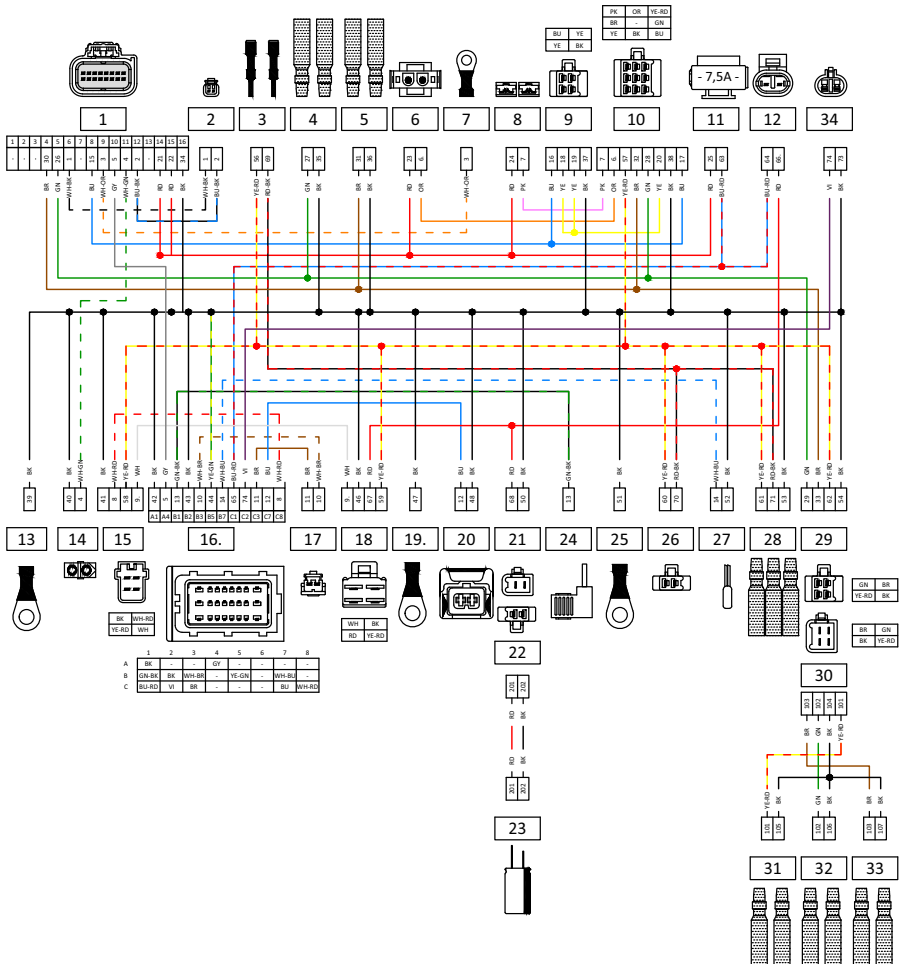 PK OR YE-RD
BR - GN
YE BK BU
BU YE
YE BK
- 7,5A -
1 2 3 4 5 6 7 8 9 10 11 12 34
1 2 3 4 5 6 7 8 9 10 11 12 13 14 15 16
- - - 30 26 1 - 15 3 5 4 2 - 21 22 34
1 2
56 69
27 35
31 36
23 6.
3
24 7
16 18 19 37
7 6 57 32 28 20 38 17
25 63
64 66.
74 73
BR GN WH-BK BU WH-OR GY WH-GN BU-BK RD RD BK
WH-BK BU-BK
YE-RD RD-BK
GN BK
BR BK
RD OR
WH-OR
RD PK
BU YE YE BK
PK OR YE-RD BR GN YE BK BU
RD BU-RD
BU-RD RD
VI BK
BK
BK WH-GN
BK WH-RD YE-RD WH
BK GY GN-BK BK WH-BR YE-GN WH-BU BU-RD VI BR BU WH-RD
BR WH-BR
WH BK RD YE-RD
BK
BU BK
RD BK
GN-BK
BK
YE-RD RD-BK
WH-BU BK
YE-RD RD-BK BK
GN BR YE-RD BK
39
40 4
41 8 58 9.
42 5 13 43 10 44 14 65 74 11 12 8
A1 A4 B1 B2 B3 B5 B7 C1 C2 C3 C7 C8
11 10
9. 46 67 59
47
12 48
68 50
13
51
60 70
14 52
61 71 53
29 33 62 54
13 14 15 16. 17 18 19. 20 21 24 25 26 27 28 29
GN BR
YE-RD BK
BK WH-RD
YE-RD WH
WH BK
RD YE-RD
BR GN
BK YE-RD
22
30
1 2 3 4 5 6 7 8
A BK - - GY - - - -
B GN-BK BK WH-BR - YE-GN - WH-BU -
C BU-RD VI BR - - - BU WH-RD
201 202
RD BK
RD BK
201 202
23
103 102 104 101
BR GN BK YE-RD
YE-RD BK GN BK BR BK
101 105 102 106 103 107
31 32 33